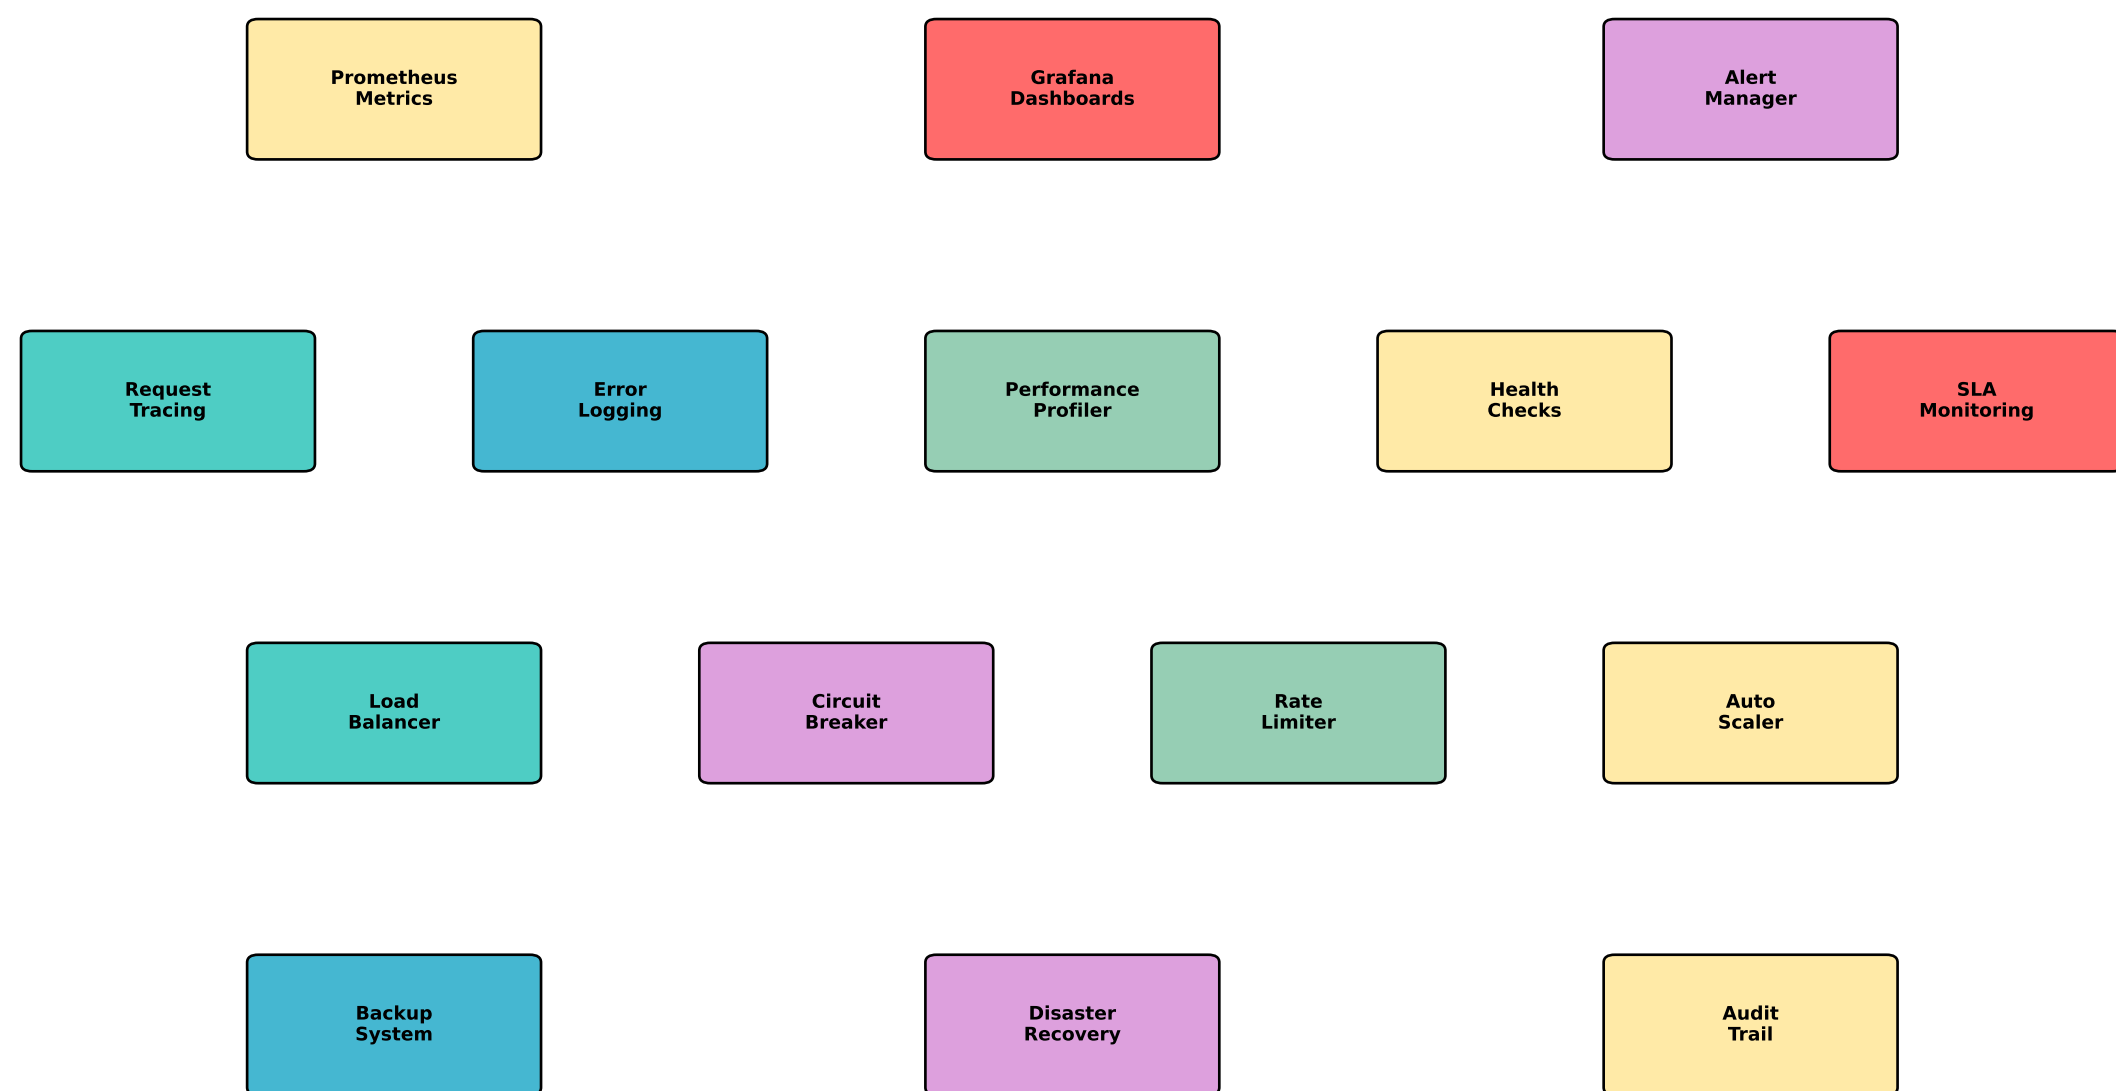 Prometheus
Metrics
Grafana
Dashboards
Alert
Manager
Request
Tracing
Error
Logging
Performance
Profiler
Health
Checks
SLA
Monitoring
Load
Balancer
Circuit
Breaker
Rate
Limiter
Auto
Scaler
Backup
System
Disaster
Recovery
Audit
Trail